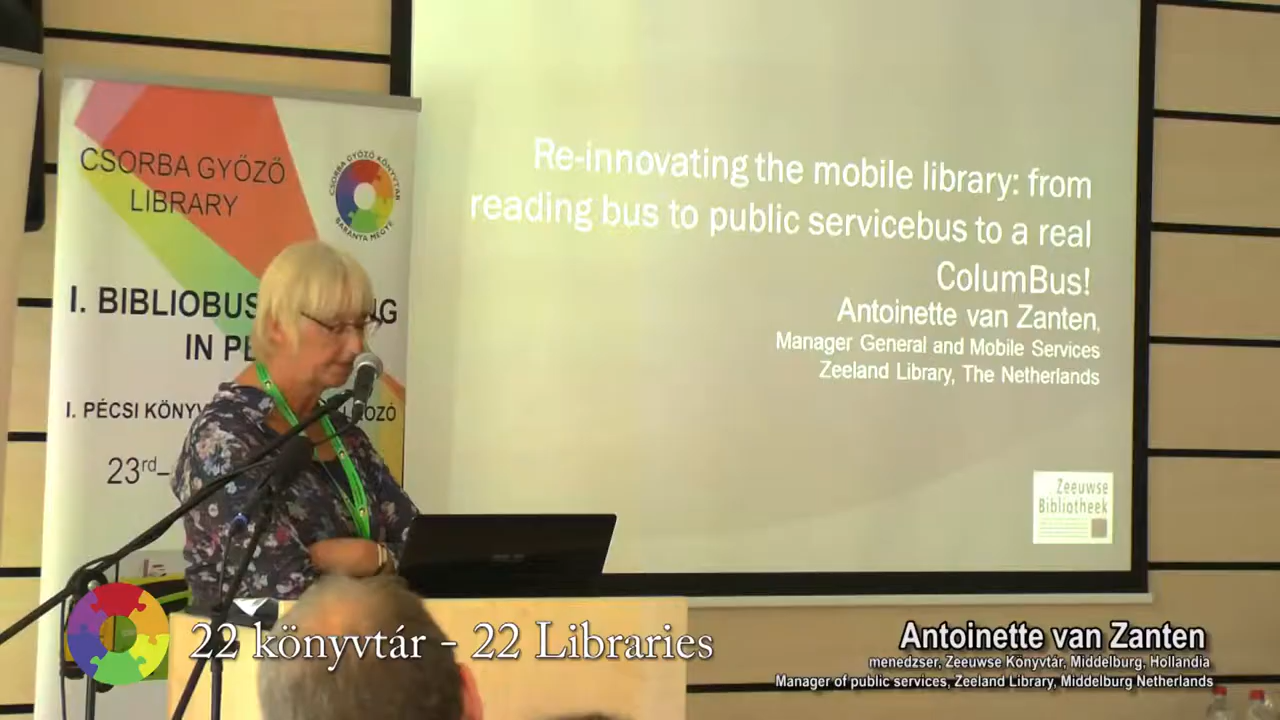 CSORBA GYŐZŐ
LIBRARY
CSORBA GYŐZŐ KÖNYVTÁR
BARANYA MEGYE
I. BIBLIOBUS
IN
I. PÉCSI
23rd
Re-innovating the mobile library: from
reading bus to public servicebus to a real
ColumBus!
Antoinette van Zanten,
Manager General and Mobile Services
Zeeland Library, The Netherlands
Zeeuwse
Bibliotheek
22 könyvtár - 22 Libraries
Antoinette van Zanten
menedzser, Zeeuwse Könyvtár, Middelburg, Hollandia
Manager of public services, Zeeland Library, Middelburg Netherlands